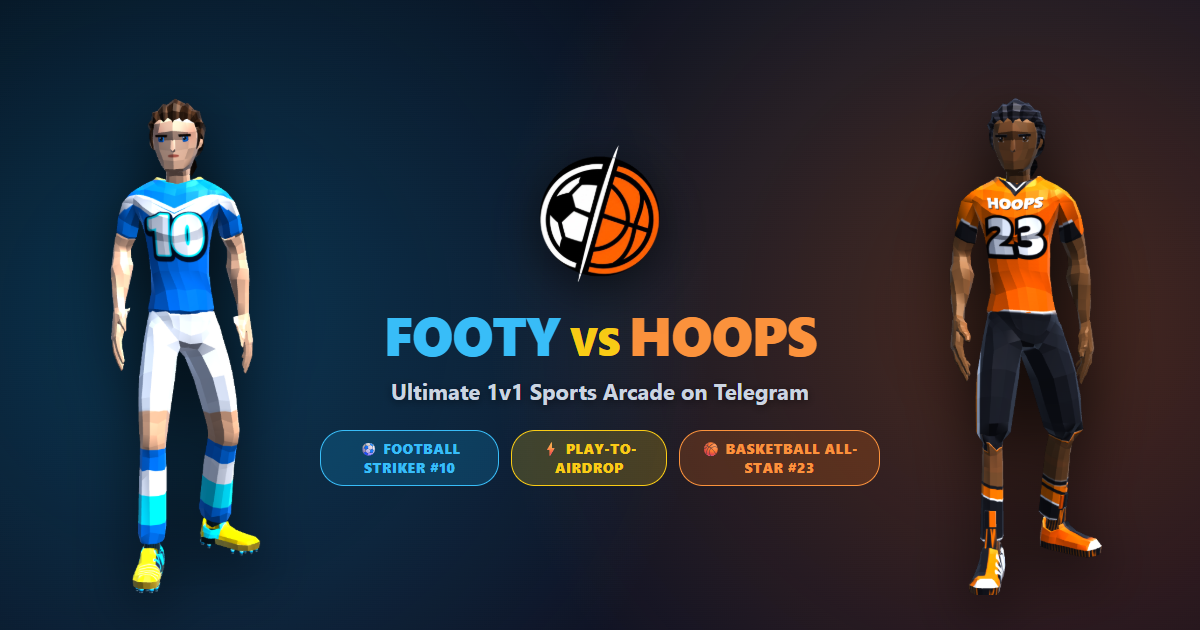 10
HOOPS
23
FOOTY VS HOOPS
Ultimate 1v1 Sports Arcade on Telegram
FOOTBALL
STRIKER #10
PLAY-TO-
AIRDROP
BASKETBALL ALL-
STAR #23